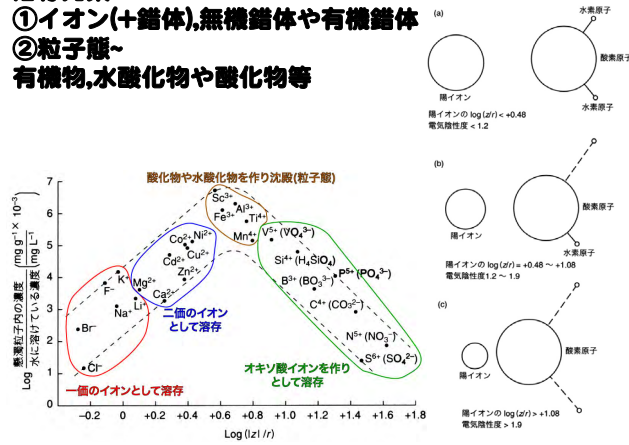 ①イオン(+錯体),無機錯体や有機錯体
②粒子態~
有機物,水酸化物や酸化物等
酸化物や水酸化物を作り沈殿(粒子態)
Log 懸濁粒子内の濃度 / 水に溶けている濃度 (mg g⁻¹ × 10⁻³ / mg L⁻¹)
7
6
5
4
3
2
1
0
Sc³⁺
Al³⁺
Fe³⁺
Ti⁴⁺
Mn⁴⁺
V⁵⁺ (VO₄³⁻)
Co²⁺
Ni²⁺
Cd²⁺
Cu²⁺
Zn²⁺
Si⁴⁺ (H₄SiO₄)
P⁵⁺ (PO₄³⁻)
B³⁺ (BO₃³⁻)
K⁺
F⁻
Mg²⁺
Ca²⁺
Li⁺
Na⁺
C⁴⁺ (CO₃²⁻)
Br⁻
N⁵⁺ (NO₃⁻)
Cl⁻
S⁶⁺ (SO₄²⁻)
二価のイオン
として溶存
一価のイオンとして溶存
オキソ酸イオンを作り
として溶存
−0.2 0 +0.2 +0.4 +0.6 +0.8 +1.0 +1.2 +1.4 +1.6 +1.8
Log (|z| /r)
(a)
水素原子
酸素原子
水素原子
陽イオン
陽イオンの log (z/r) < +0.48
電気陰性度 < 1.2
(b)
酸素原子
水素原子
陽イオン
陽イオンの log (z/r) = +0.48 ～ +1.08
電気陰性度1.2 ～ 1.9
(c)
酸素原子
陽イオン
陽イオンの log (z/r) > +1.08
電気陰性度 > 1.9